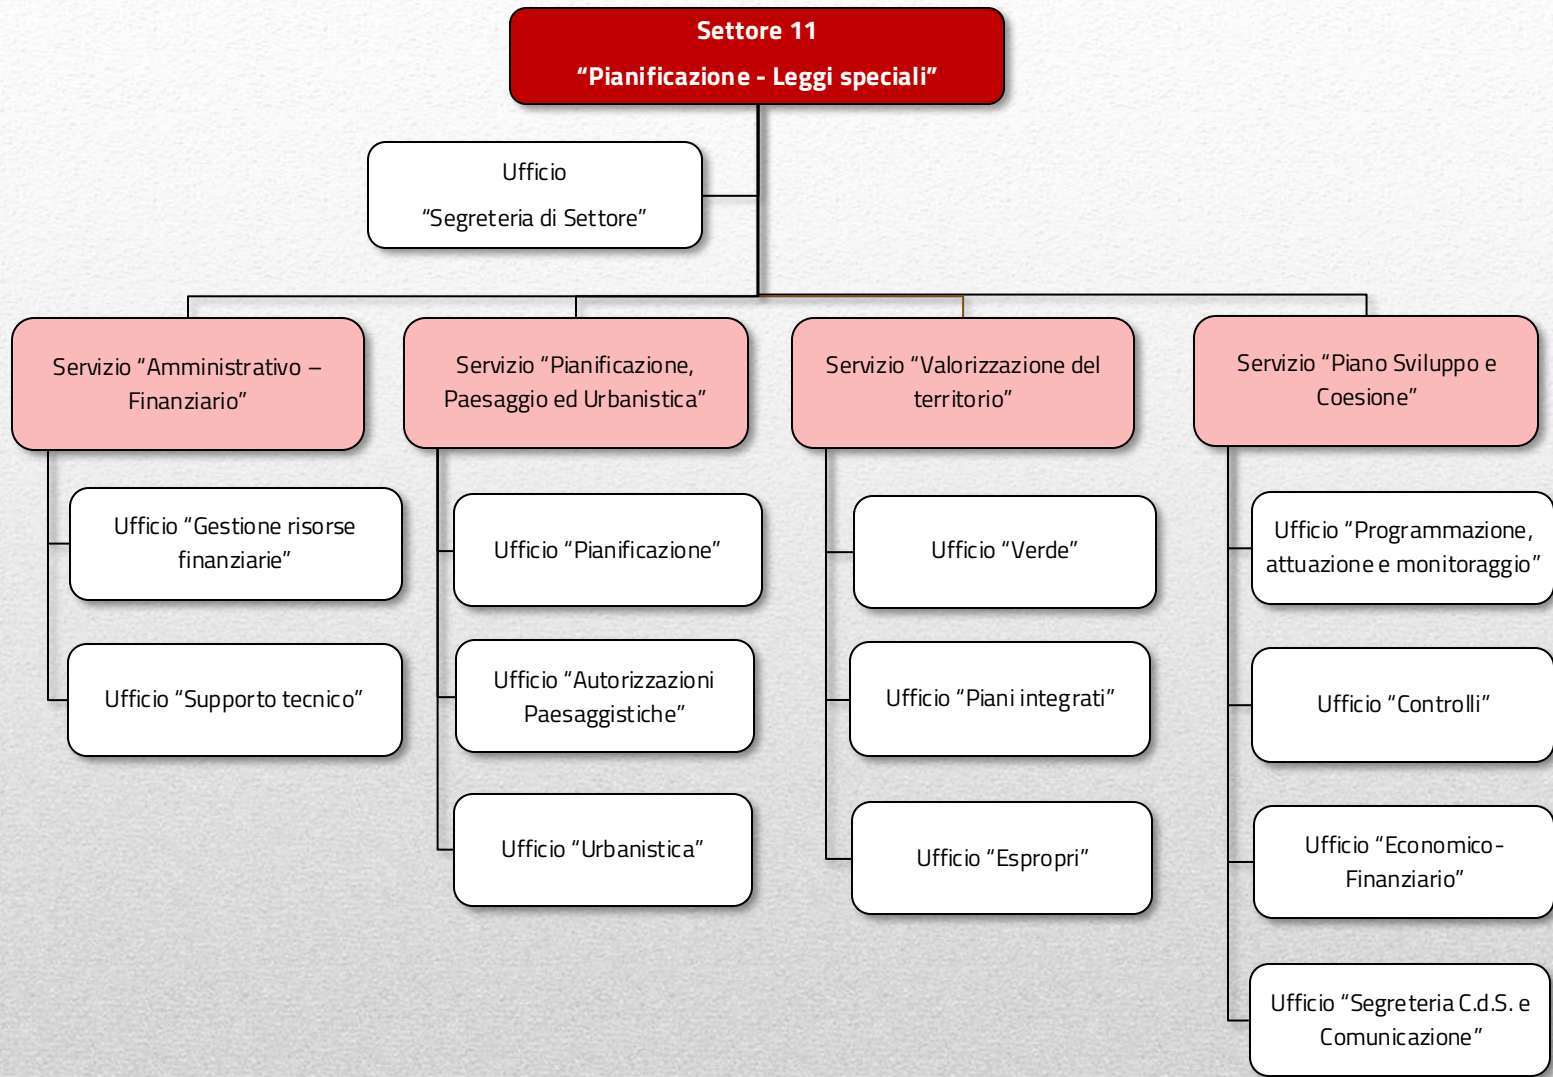 Settore 11
“Pianificazione - Leggi speciali”
Ufficio
“Segreteria di Settore”
Servizio “Amministrativo –
Finanziario”
Ufficio “Gestione risorse
finanziarie”
Ufficio “Supporto tecnico”
Servizio “Pianificazione,
Paesaggio ed Urbanistica”
Ufficio “Pianificazione”
Ufficio “Autorizzazioni
Paesaggistiche”
Ufficio “Urbanistica”
Servizio “Valorizzazione del
territorio”
Ufficio “Verde”
Ufficio “Piani integrati”
Ufficio “Espropri”
Servizio “Piano Sviluppo e
Coesione”
Ufficio “Programmazione,
attuazione e monitoraggio”
Ufficio “Controlli”
Ufficio “Economico-
Finanziario”
Ufficio “Segreteria C.d.S. e
Comunicazione”